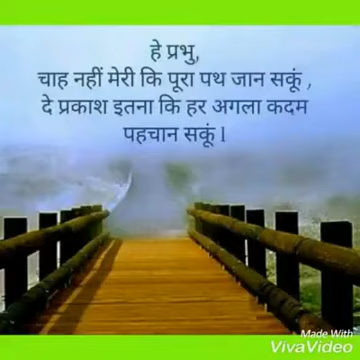 हे प्रभु,
चाह नहीं मेरी कि पूरा पथ जान सकूं ,
दे प्रकाश इतना कि हर अगला कदम
पहचान सकूं l
Made With
VivaVideo